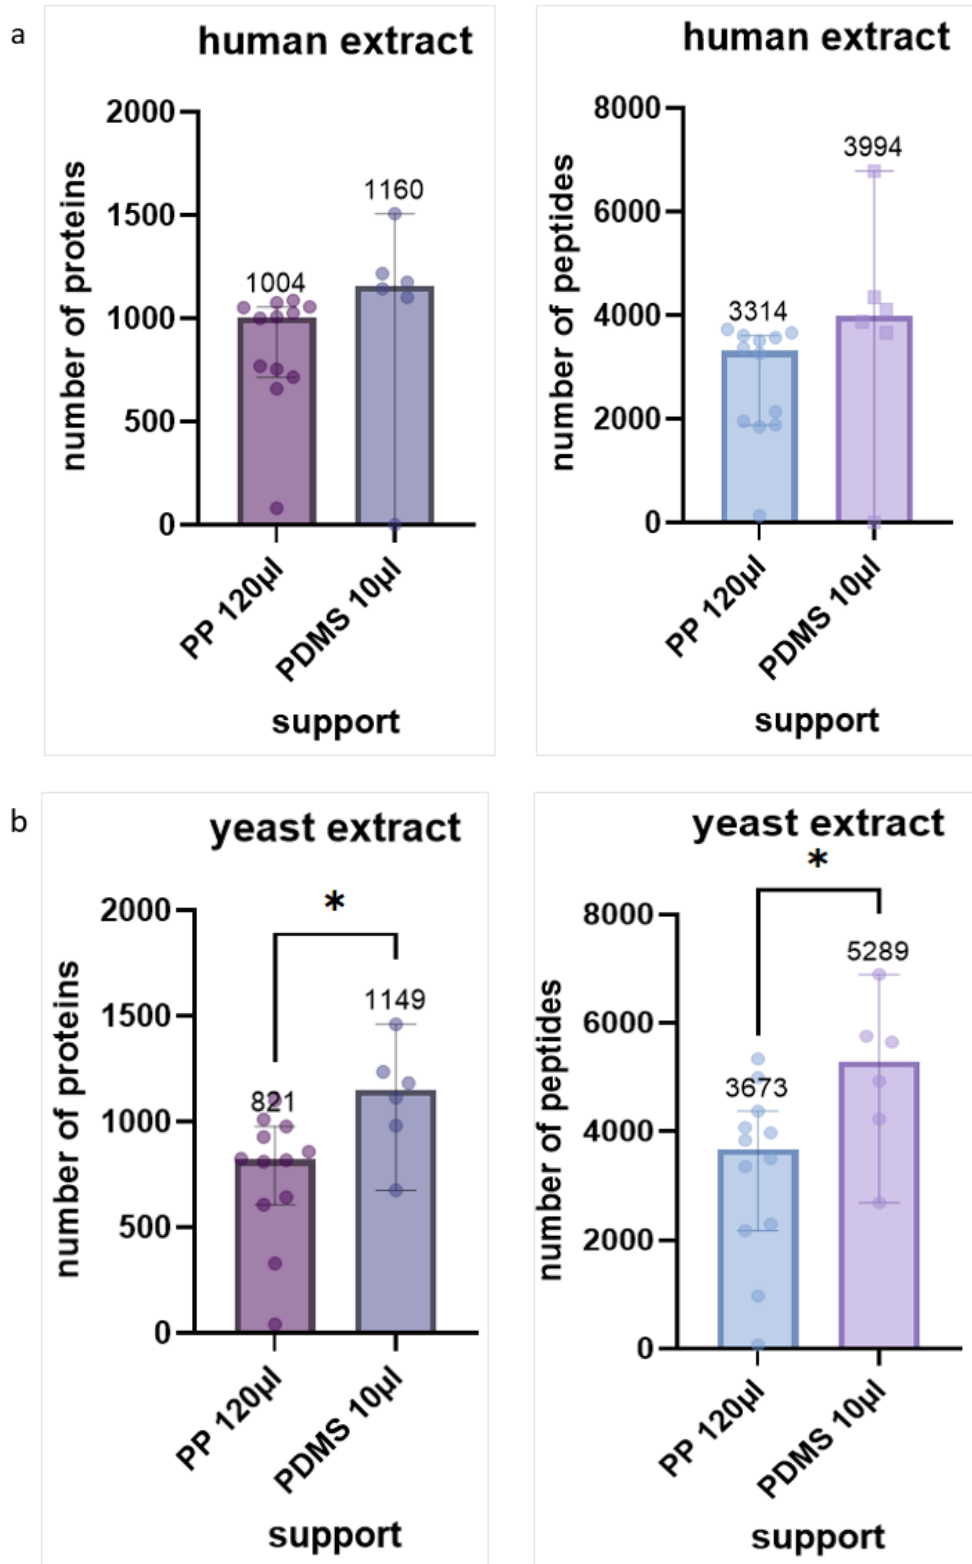 a
human extract
number of proteins
2000
1500
1000
500
0
1004
1160
PP 120µl
PDMS 10µl
support
human extract
number of peptides
8000
6000
4000
2000
0
3314
3994
PP 120µl
PDMS 10µl
support
b
yeast extract
*
number of proteins
2000
1500
1000
500
0
821
1149
PP 120µl
PDMS 10µl
support
yeast extract
*
number of peptides
8000
6000
4000
2000
0
3673
5289
PP 120µl
PDMS 10µl
support